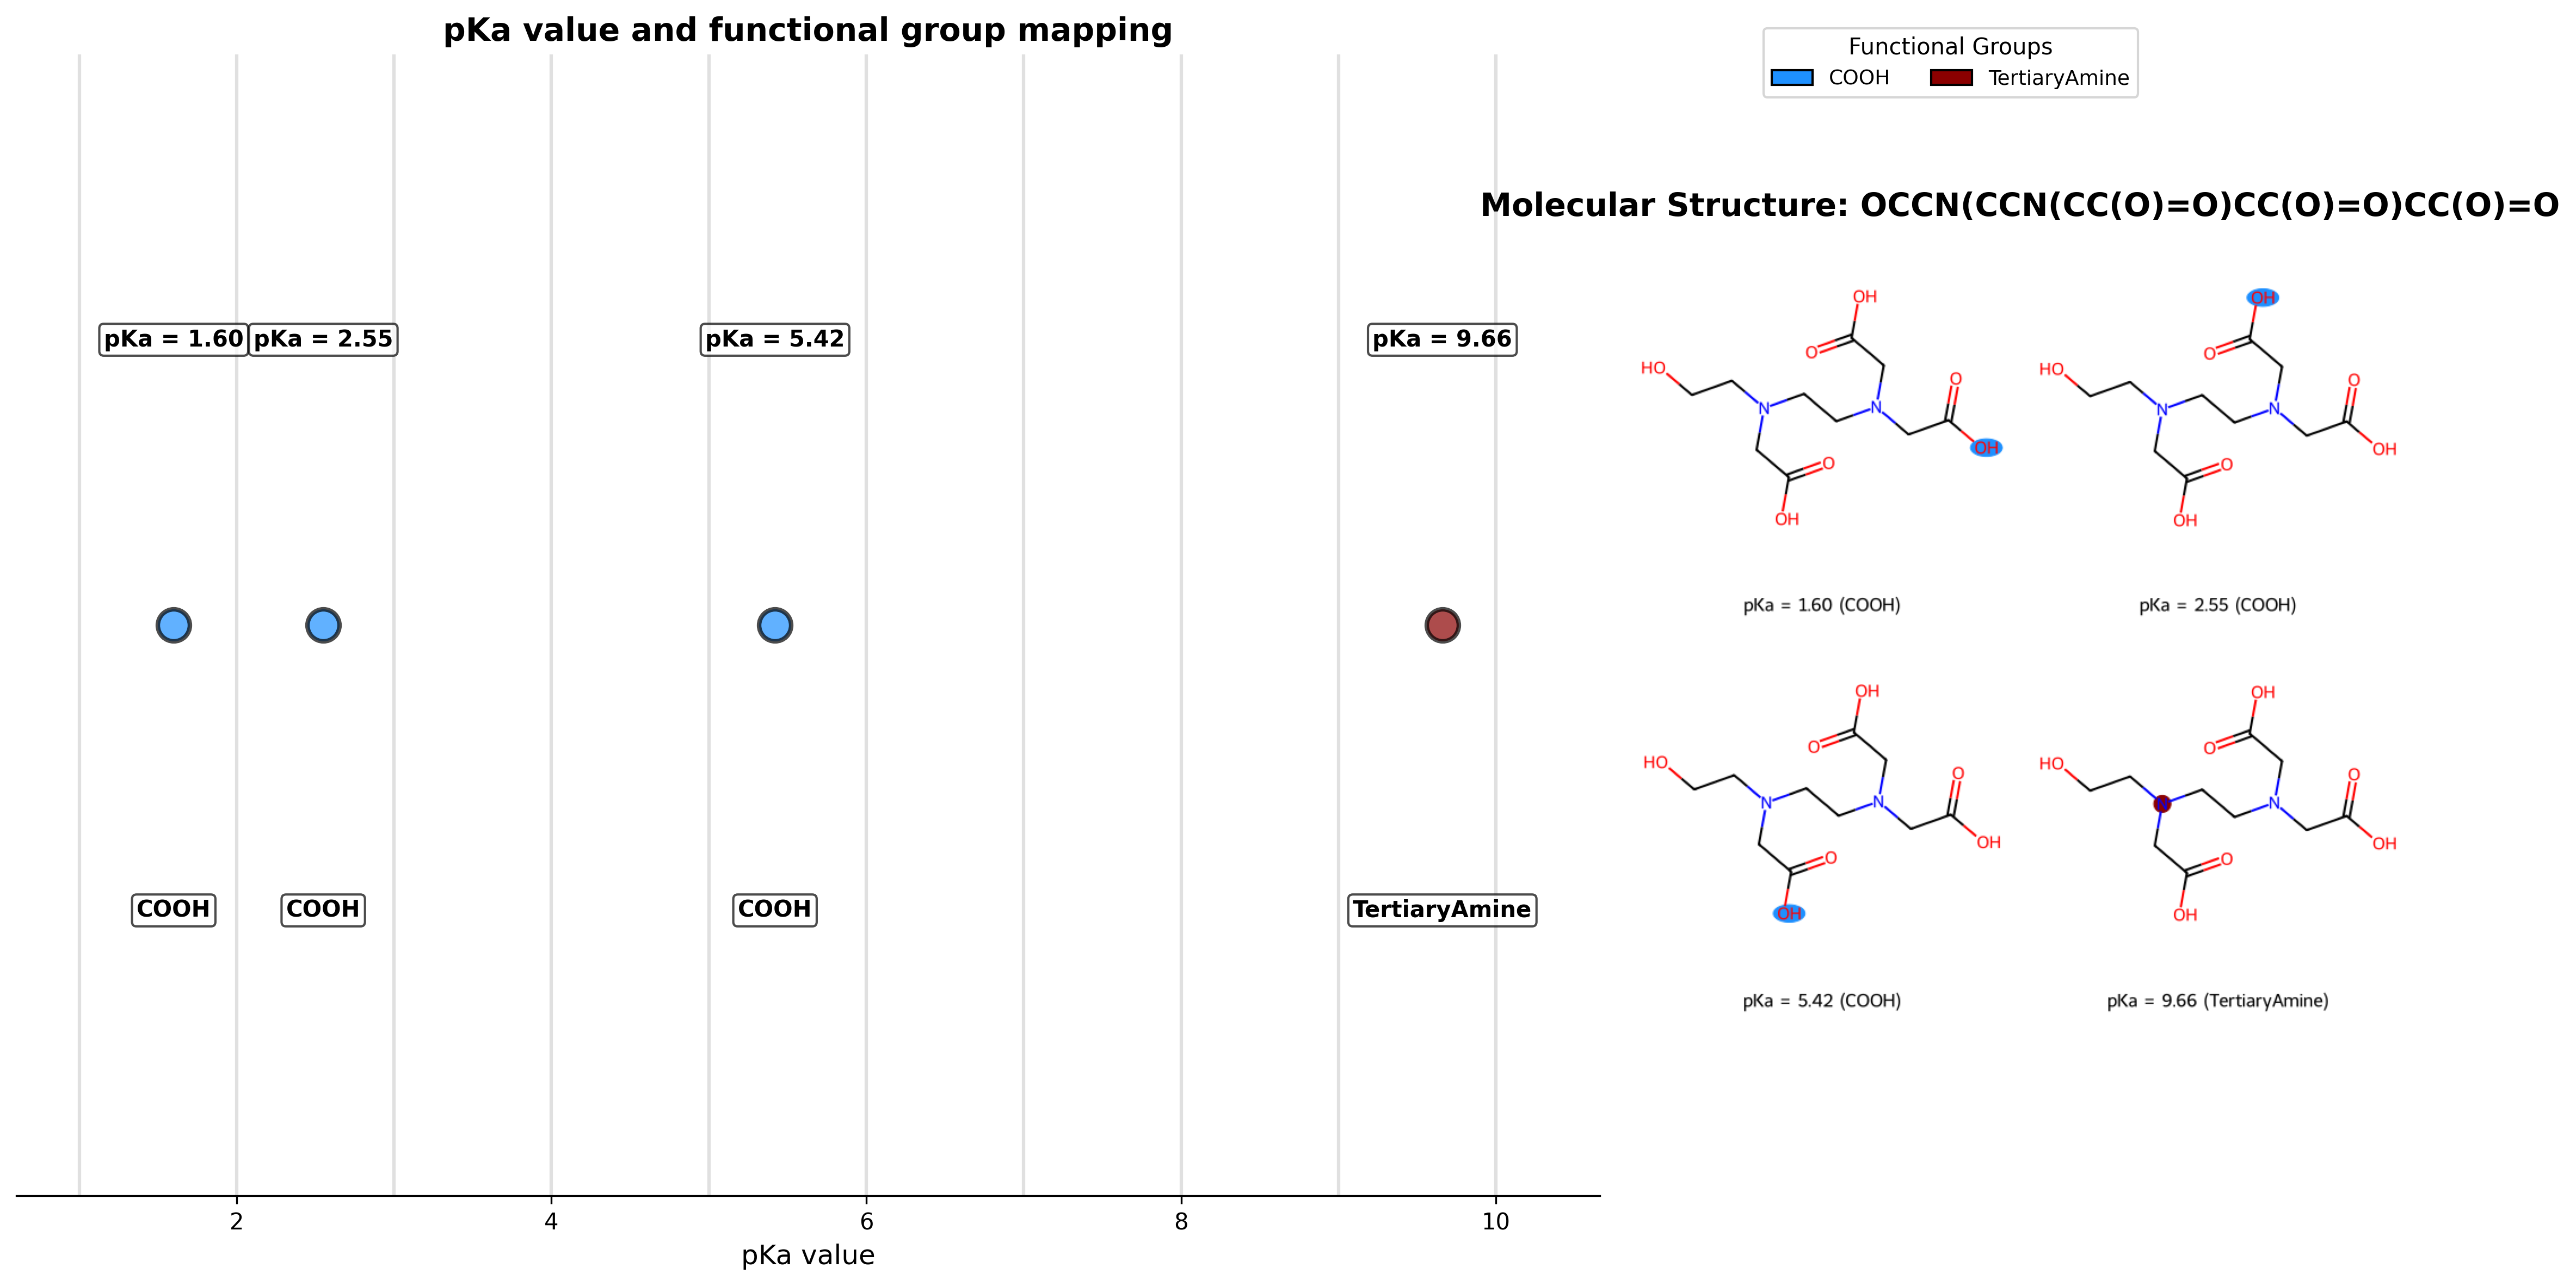 pKa value and functional group mapping
Functional Groups
COOH
TertiaryAmine
Molecular Structure: OCCN(CCN(CC(O)=O)CC(O)=O)CC(O)=O
pKa = 1.60
pKa = 2.55
pKa = 5.42
pKa = 9.66
COOH
COOH
COOH
TertiaryAmine
2
4
6
8
10
pKa value
OH
O
HO
O
N
N
OH
O
OH
pKa = 1.60 (COOH)
OH
O
HO
O
N
N
OH
O
OH
pKa = 2.55 (COOH)
OH
O
HO
O
N
N
OH
O
OH
pKa = 5.42 (COOH)
OH
O
HO
O
N
N
OH
O
OH
pKa = 9.66 (TertiaryAmine)